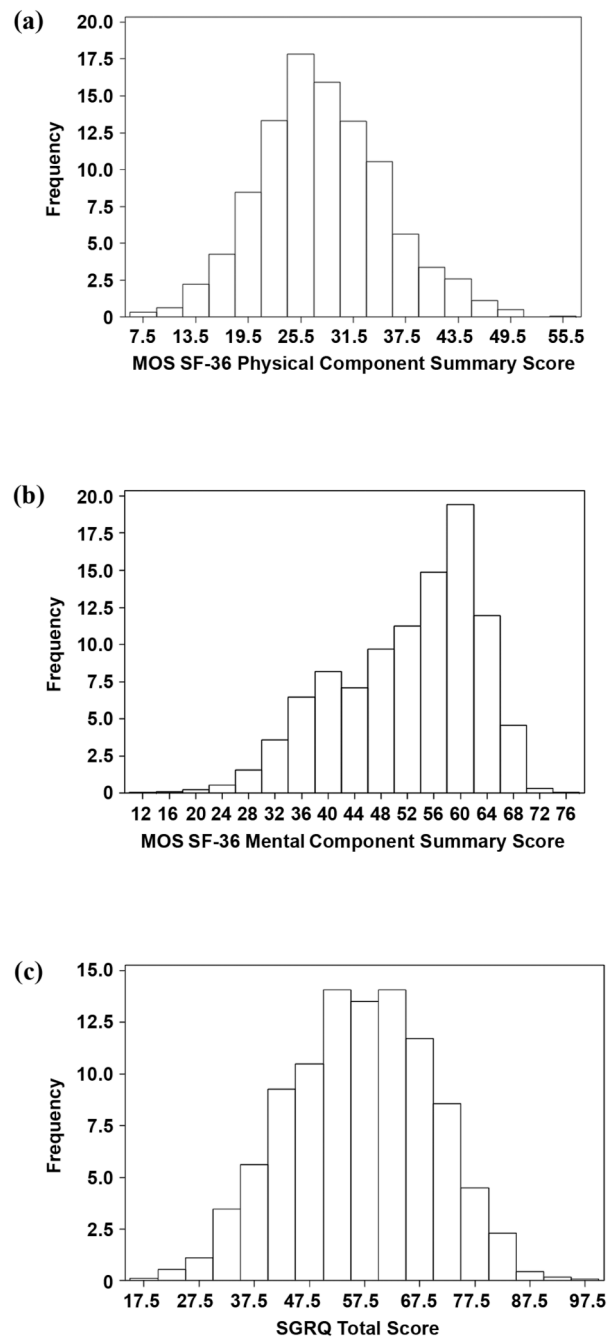 (a)
20.0
17.5
15.0
12.5
10.0
7.5
5.0
2.5
0
Frequency
7.5 13.5 19.5 25.5 31.5 37.5 43.5 49.5 55.5
MOS SF-36 Physical Component Summary Score
(b)
20.0
17.5
15.0
12.5
10.0
7.5
5.0
2.5
0
Frequency
12 16 20 24 28 32 36 40 44 48 52 56 60 64 68 72 76
MOS SF-36 Mental Component Summary Score
(c)
15.0
12.5
10.0
7.5
5.0
2.5
0
Frequency
17.5 27.5 37.5 47.5 57.5 67.5 77.5 87.5 97.5
SGRQ Total Score